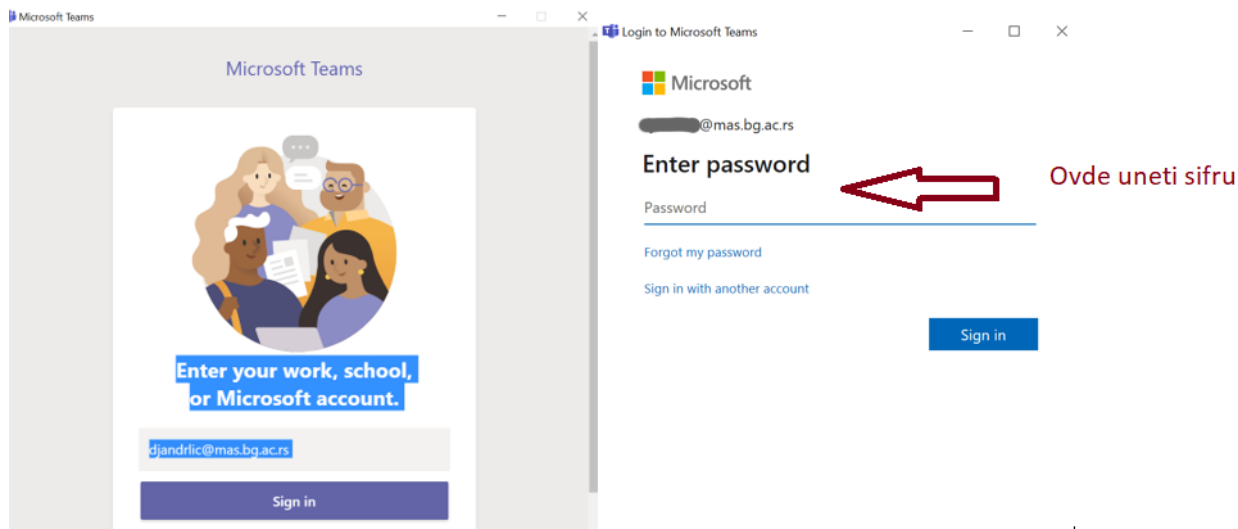 Microsoft Teams
Microsoft Teams
Enter your work, school,
or Microsoft account.
djandrlic@mas.bg.ac.rs
Sign in
Login to Microsoft Teams
Microsoft
@mas.bg.ac.rs
Enter password
Password
Forgot my password
Sign in with another account
Sign in
Ovde uneti sifru